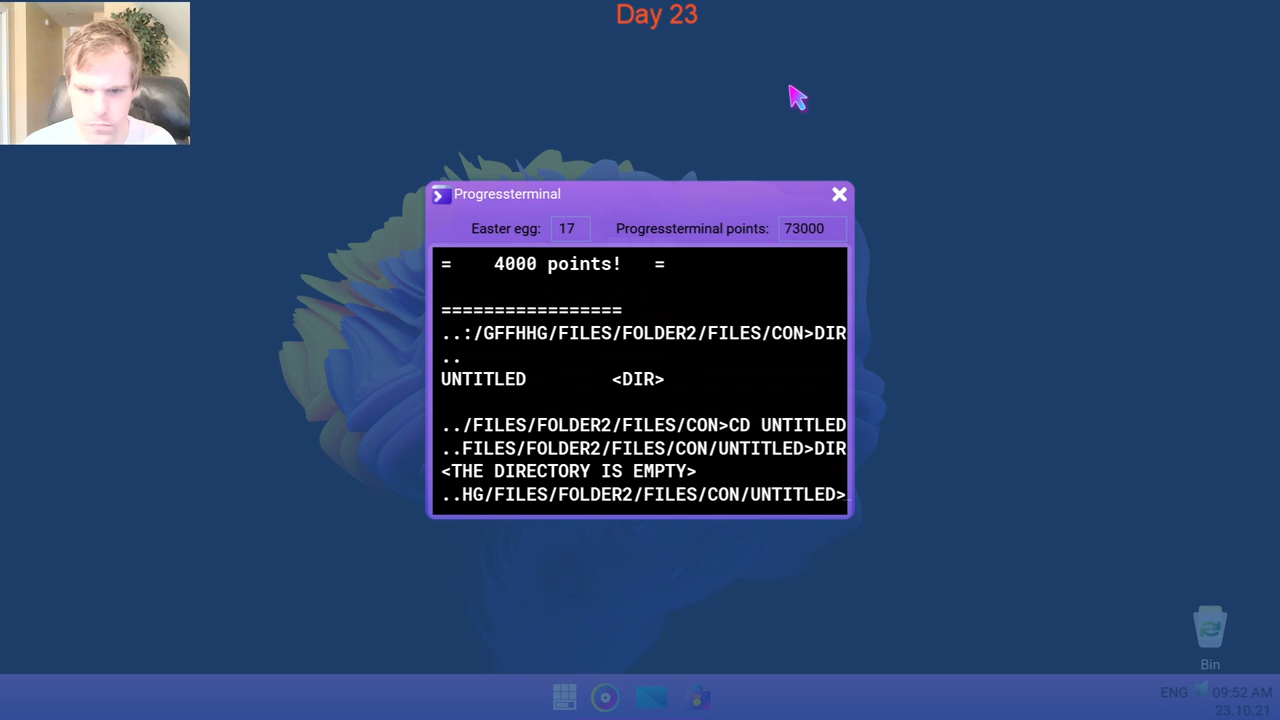 Day 23
Progressterminal
Easter egg: 17 Progressterminal points: 73000
= 4000 points! =
=================
..:/GFFHHG/FILES/FOLDER2/FILES/CON>DIR
..
UNTITLED <DIR>
../FILES/FOLDER2/FILES/CON>CD UNTITLED
..FILES/FOLDER2/FILES/CON/UNTITLED>DIR
<THE DIRECTORY IS EMPTY>
..HG/FILES/FOLDER2/FILES/CON/UNTITLED>_
Bin
ENG 09:52 AM
23.10.21